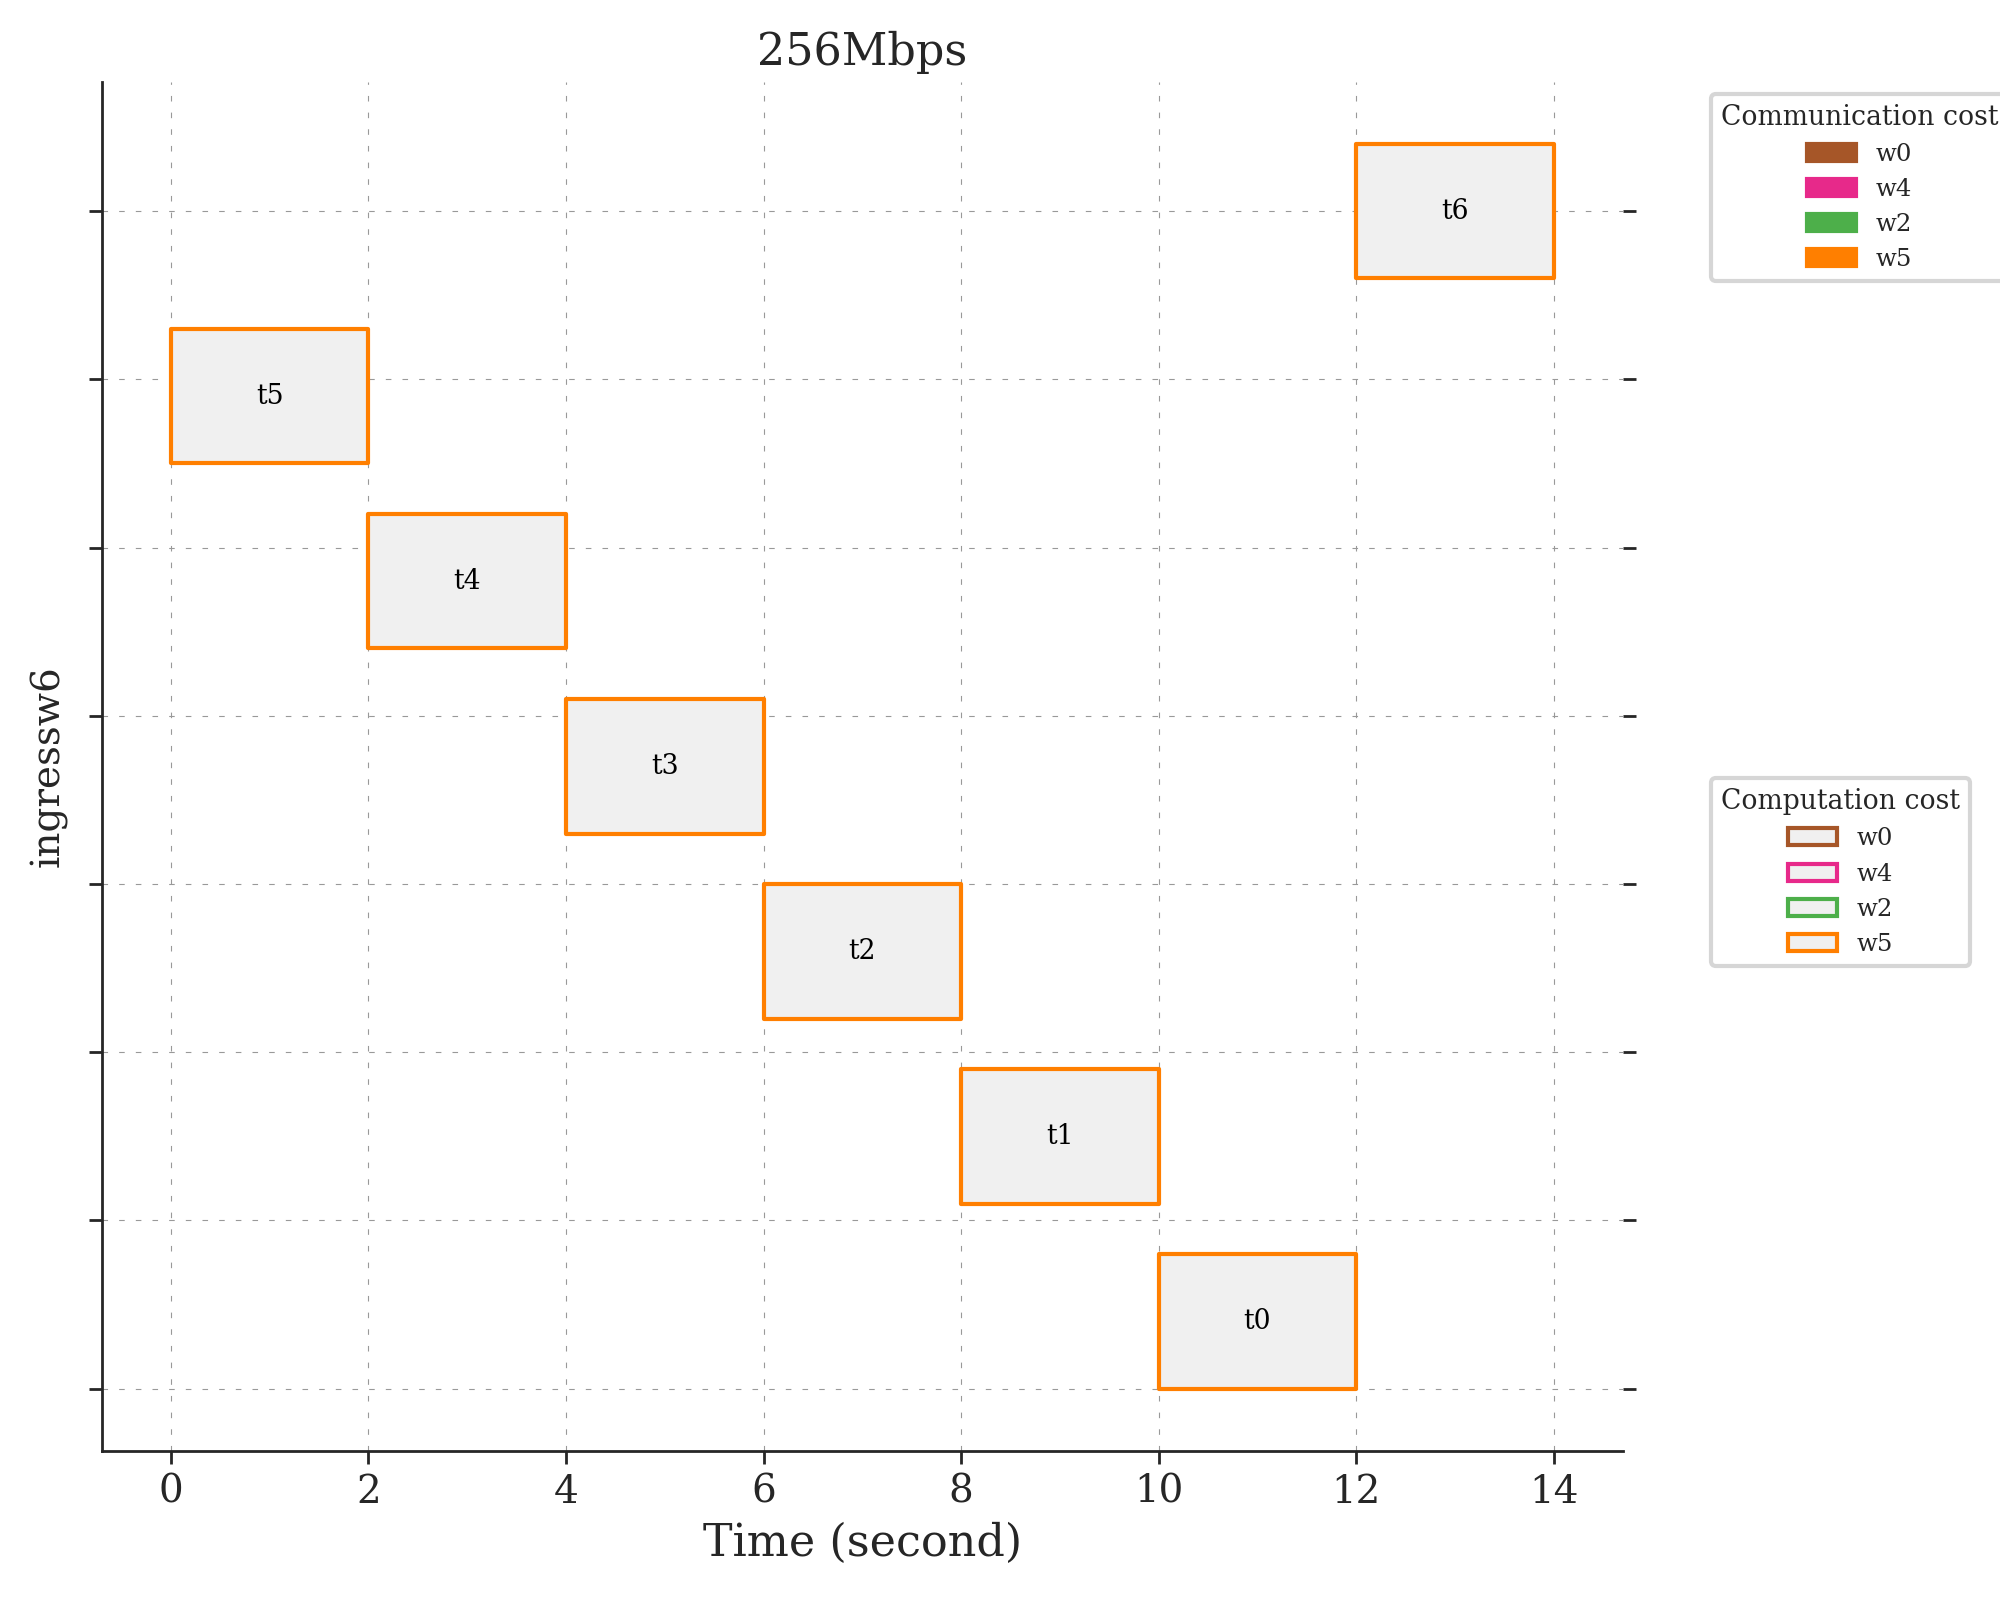 256Mbps
Communication cost
w0
w4
w2
w5
t6
t5
t4
t3
t2
t1
t0
ingressw6
Computation cost
w0
w4
w2
w5
0 2 4 6 8 10 12 14
Time (second)